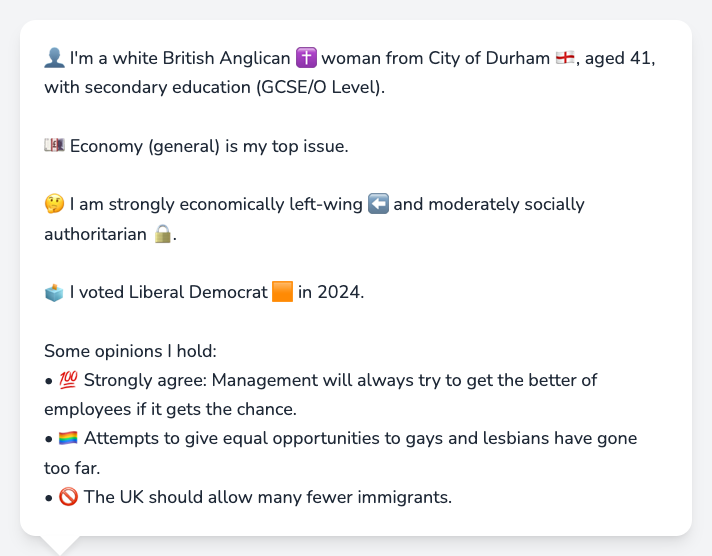 👤 I'm a white British Anglican ✝️ woman from City of Durham 🏴󠁧󠁢󠁥󠁮󠁧󠁿, aged 41,
with secondary education (GCSE/O Level).
💷 Economy (general) is my top issue.
🤔 I am strongly economically left-wing ⬅️ and moderately socially
authoritarian 🔒.
🗳️ I voted Liberal Democrat 🟧 in 2024.
Some opinions I hold:
• 💯 Strongly agree: Management will always try to get the better of
employees if it gets the chance.
• 🏳️‍🌈 Attempts to give equal opportunities to gays and lesbians have gone
too far.
• 🚫 The UK should allow many fewer immigrants.